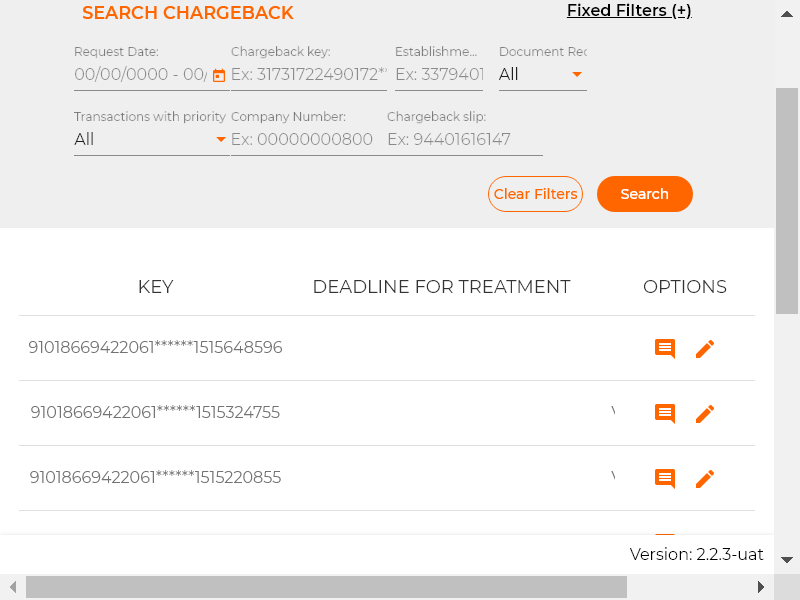 SEARCH CHARGEBACK
Fixed Filters (+)
Request Date: Chargeback key: Establishme... Document
00/00/0000 - 00/ Ex: 31731722490172** Ex: 3379401 All
Transactions with priority Company Number: Chargeback slip:
All Ex: 00000000800 Ex: 94401616147
Clear Filters Search
KEY DEADLINE FOR TREATMENT OPTIONS
91018669422061******1515648596
91018669422061******1515324755
91018669422061******1515220855
Version: 2.2.3-uat